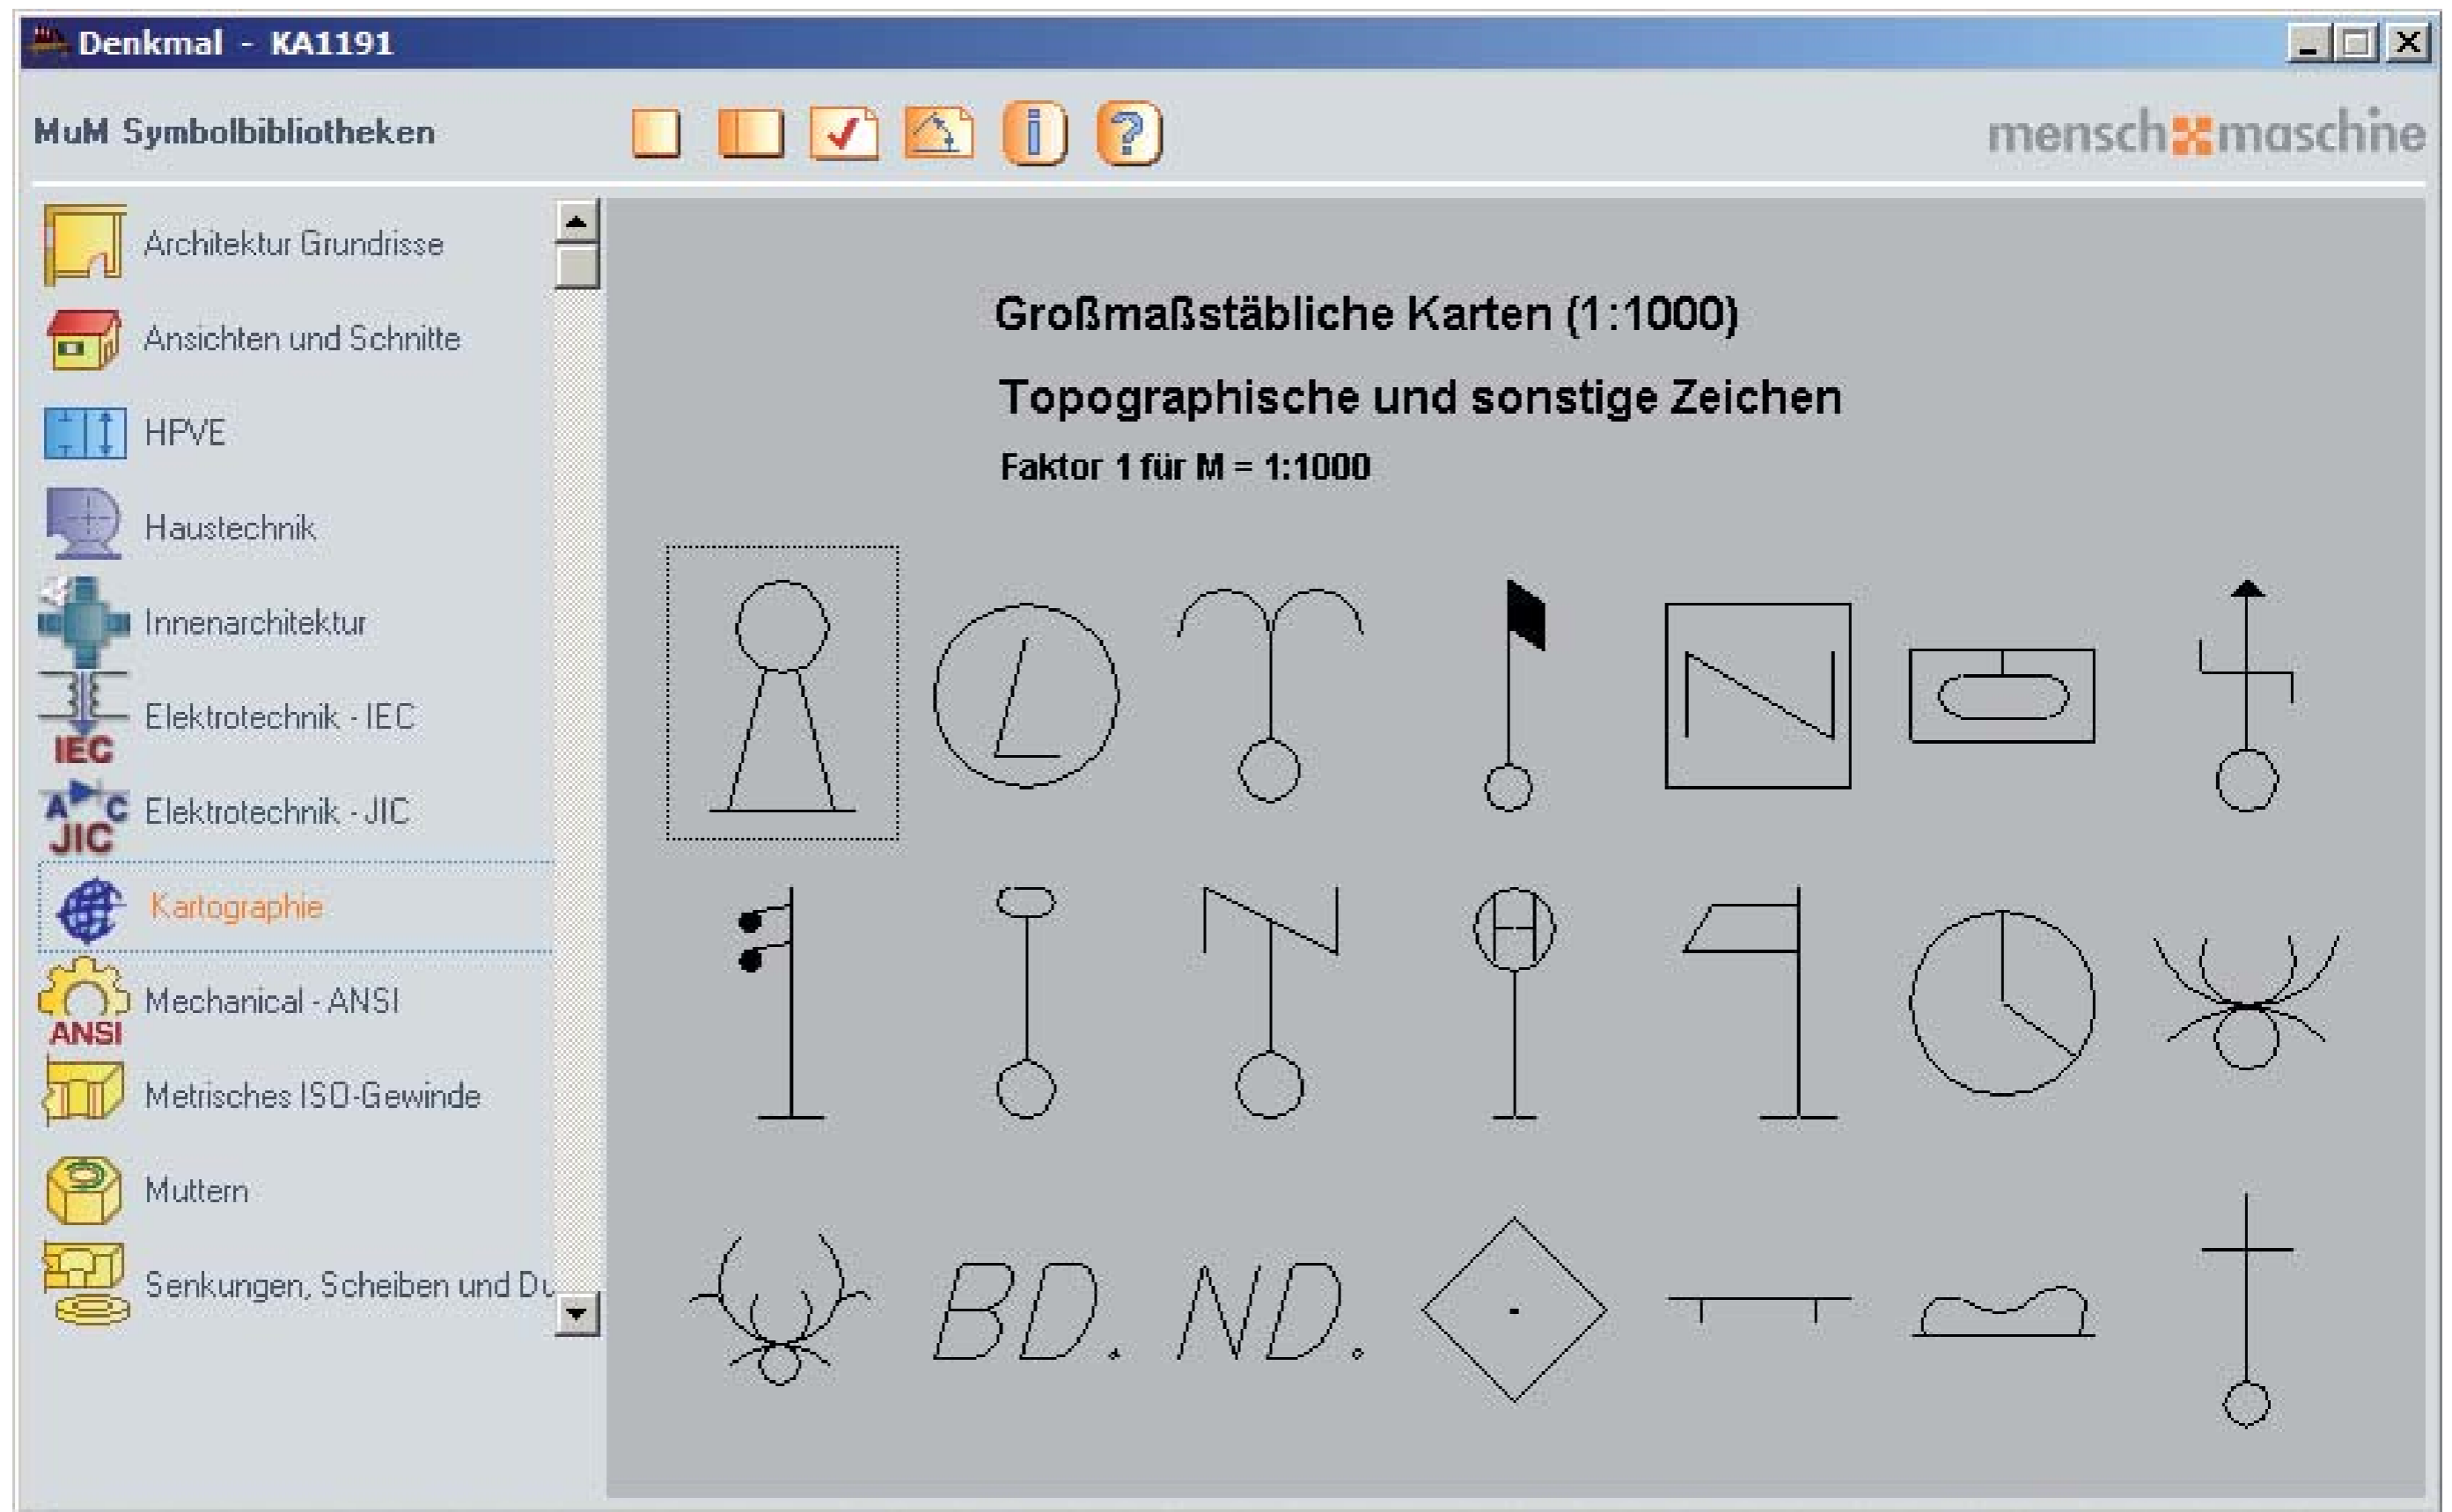 Denkmal - KA1191
MuM Symbolbibliotheken
mensch maschine
Architektur Grundrisse
Ansichten und Schnitte
HPVE
Haustechnik
Innenarchitektur
IEC
Elektrotechnik - IEC
A C
JIC
Elektrotechnik - JIC
Kartographie
ANSI
Mechanical - ANSI
Metrisches ISO-Gewinde
Muttern
Senkungen, Scheiben und Du
Großmaßstäbliche Karten (1:1000)
Topographische und sonstige Zeichen
Faktor 1 für M = 1:1000
L
N
H
BD. ND.